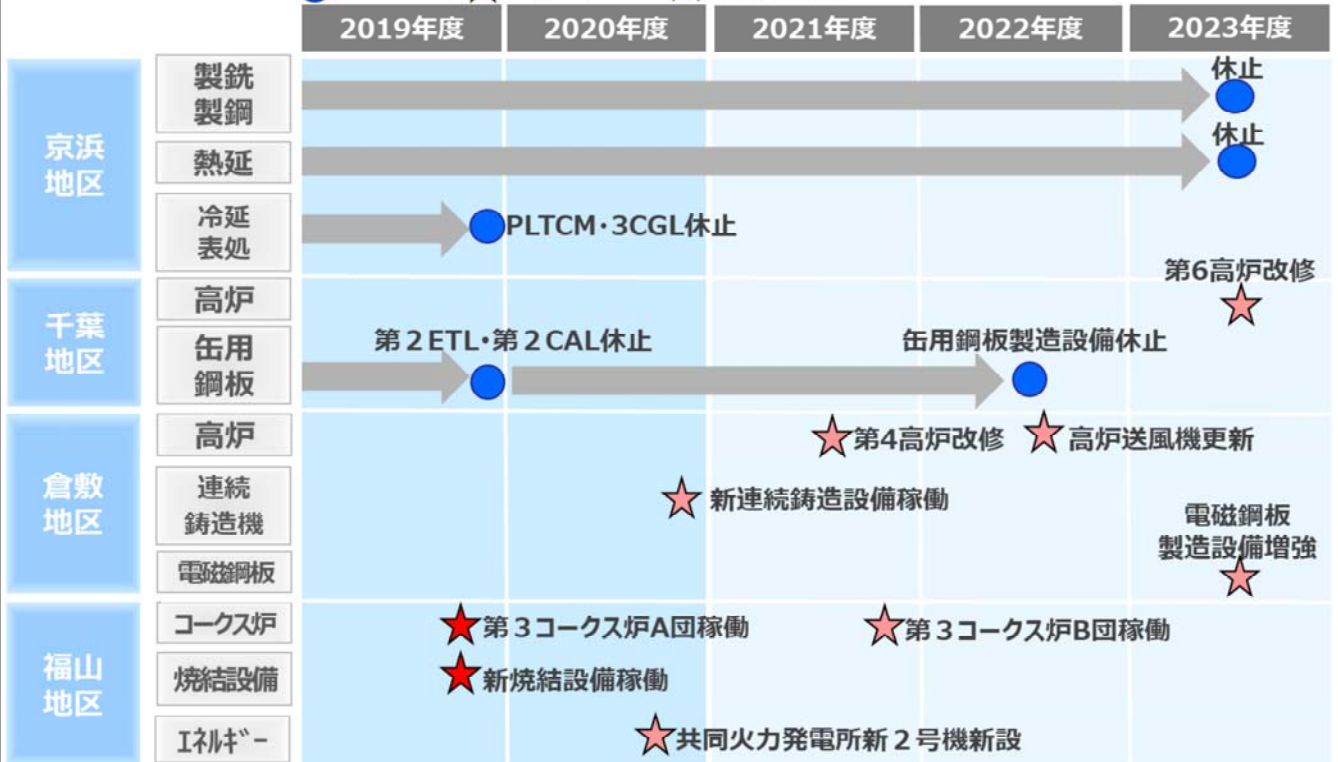 2019年度
2020年度
2021年度
2022年度
2023年度
京浜
地区
製銑
製鋼
休止
熱延
休止
冷延
表処
PLTCM・3CGL休止
千葉
地区
高炉
第6高炉改修
缶用
鋼板
第２ETL・第２CAL休止
缶用鋼板製造設備休止
倉敷
地区
高炉
第4高炉改修
高炉送風機更新
連続
鋳造機
新連続鋳造設備稼働
電磁鋼板
電磁鋼板
製造設備増強
福山
地区
コークス炉
第３コークス炉A団稼働
第３コークス炉B団稼働
焼結設備
新焼結設備稼働
ｴﾈﾙｷﾞｰ
共同火力発電所新２号機新設